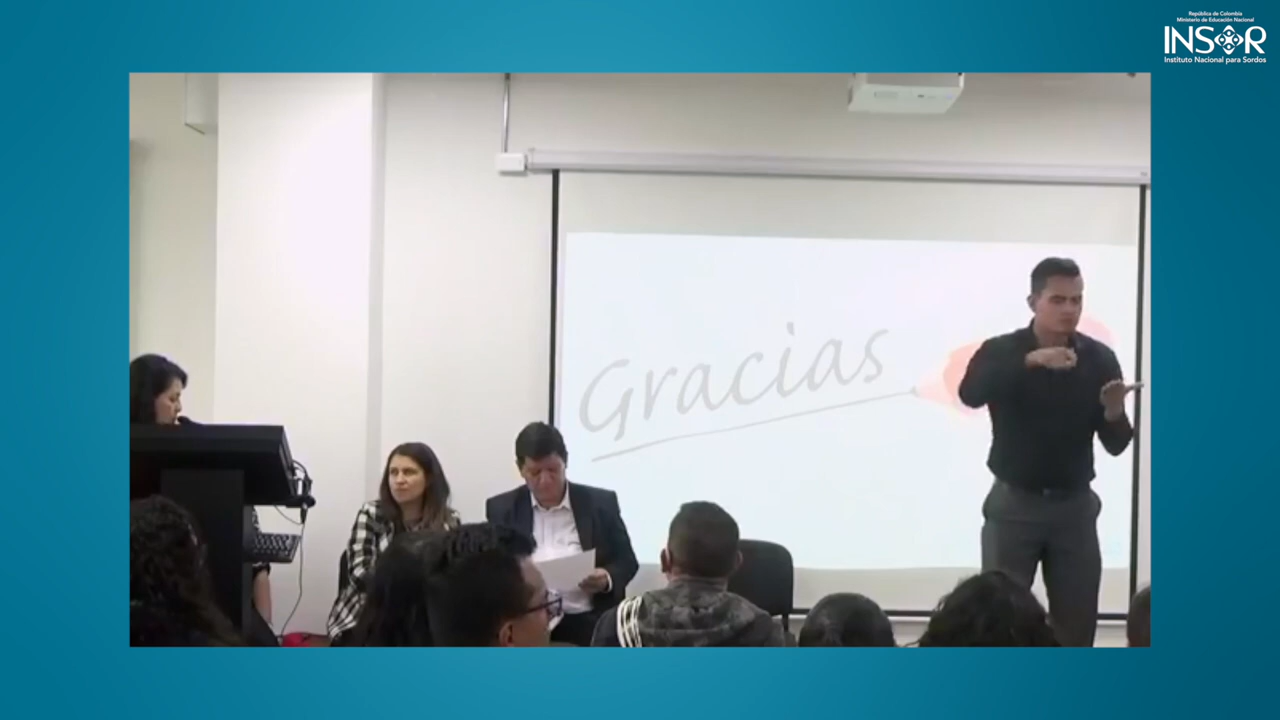 República de Colombia
Ministerio de Educación Nacional
INSOR
Instituto Nacional para Sordos
Gracias